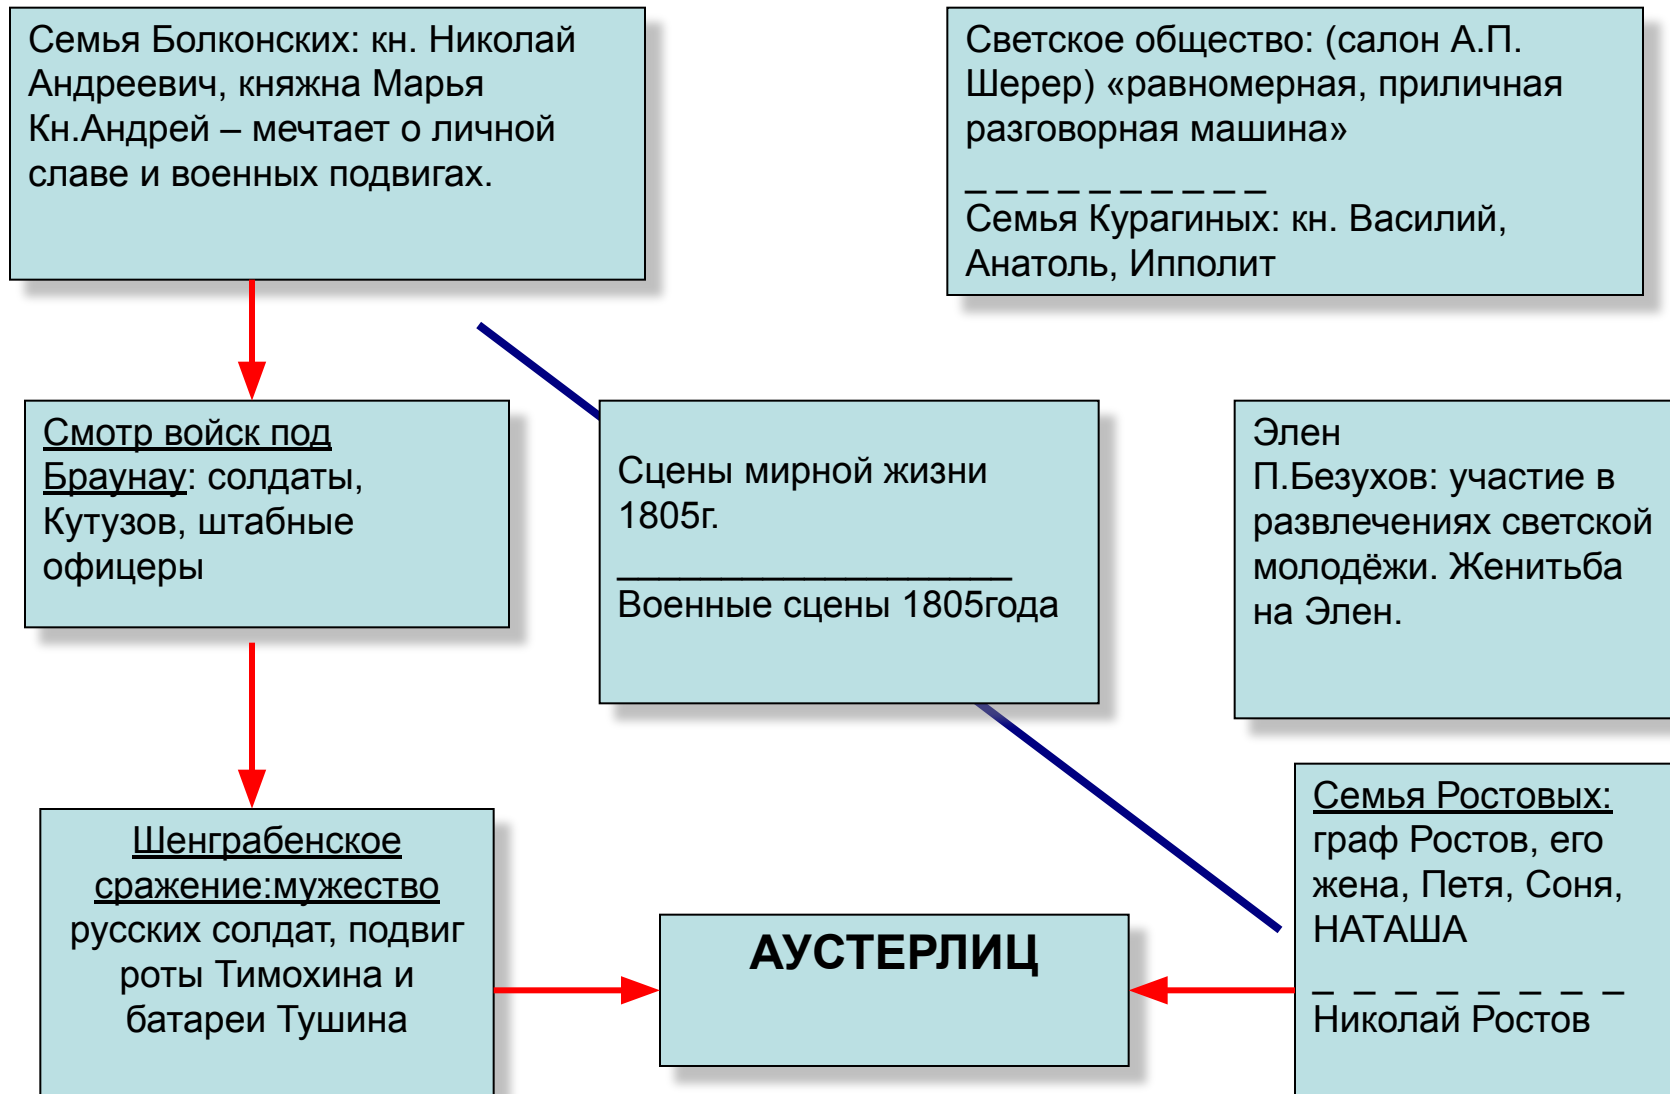 Семья Болконских: кн. Николай
Андреевич, княжна Марья
Кн.Андрей – мечтает о личной
славе и военных подвигах.
Светское общество: (салон А.П.
Шерер) «равномерная, приличная
разговорная машина»
_ _ _ _ _ _ _ _ _ _
Семья Курагиных: кн. Василий,
Анатоль, Ипполит
Смотр войск под
Браунау: солдаты,
Кутузов, штабные
офицеры
Сцены мирной жизни
1805г.
___________________
Военные сцены 1805года
Элен
П.Безухов: участие в
развлечениях светской
молодёжи. Женитьба
на Элен.
Шенграбенское
сражение:мужество
русских солдат, подвиг
роты Тимохина и
батареи Тушина
АУСТЕРЛИЦ
Семья Ростовых:
граф Ростов, его
жена, Петя, Соня,
НАТАША
_ _ _ _ _ _ _ _
Николай Ростов